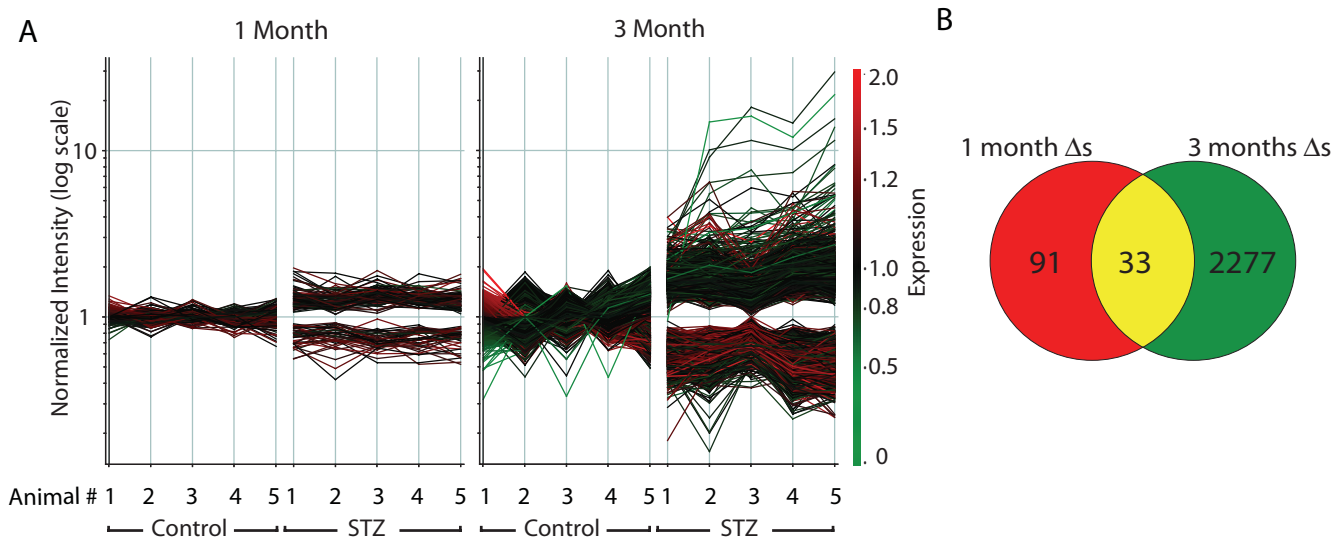 A
1 Month
3 Month
B
Normalized Intensity (log scale)
10
1
2.0
1.5
1.2
1.0
0.8
0.5
0
Expression
1 month Δs
3 months Δs
91
33
2277
Animal # 1 2 3 4 5 1 2 3 4 5 1 2 3 4 5 1 2 3 4 5
Control STZ Control STZ